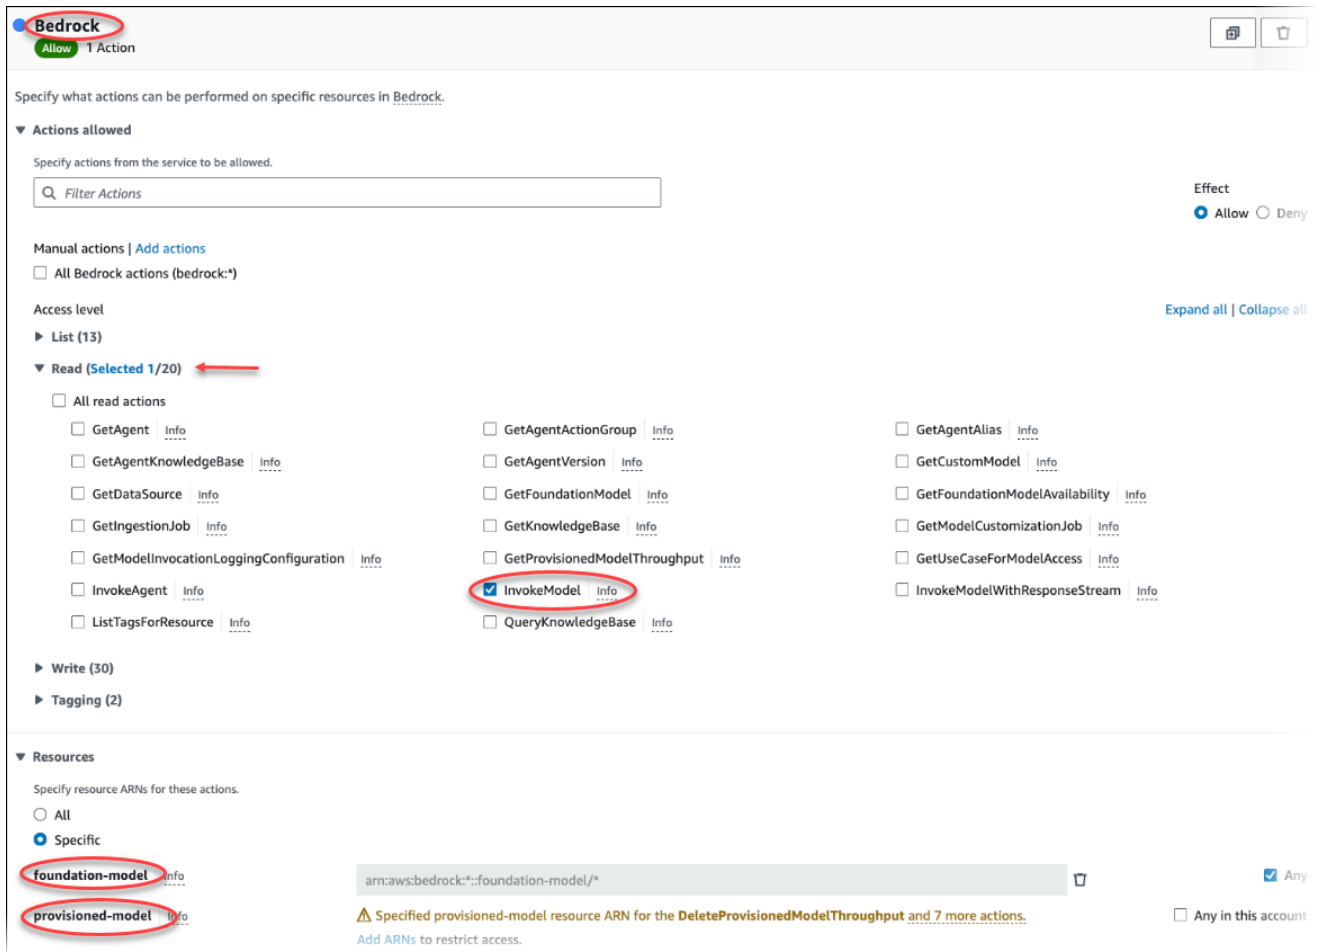 Bedrock
Allow 1 Action
Specify what actions can be performed on specific resources in Bedrock.
Actions allowed
Specify actions from the service to be allowed.
Filter Actions
Effect
Allow Deny
Manual actions | Add actions
All Bedrock actions (bedrock:*)
Access level
Expand all | Collapse all
List (13)
Read (Selected 1/20)
All read actions
GetAgent Info GetAgentActionGroup Info GetAgentAlias Info
GetAgentKnowledgeBase Info GetAgentVersion Info GetCustomModel Info
GetDataSource Info GetFoundationModel Info GetFoundationModelAvailability Info
GetIngestionJob Info GetKnowledgeBase Info GetModelCustomizationJob Info
GetModelInvocationLoggingConfiguration Info GetProvisionedModelThroughput Info GetUseCaseForModelAccess Info
InvokeAgent Info InvokeModel Info InvokeModelWithResponseStream Info
ListTagsForResource Info QueryKnowledgeBase Info
Write (30)
Tagging (2)
Resources
Specify resource ARNs for these actions.
All
Specific
foundation-model Info arn:aws:bedrock:*::foundation-model/* Any
provisioned-model Info Specified provisioned-model resource ARN for the DeleteProvisionedModelThroughput and 7 more actions. Any in this account
Add ARNs to restrict access.